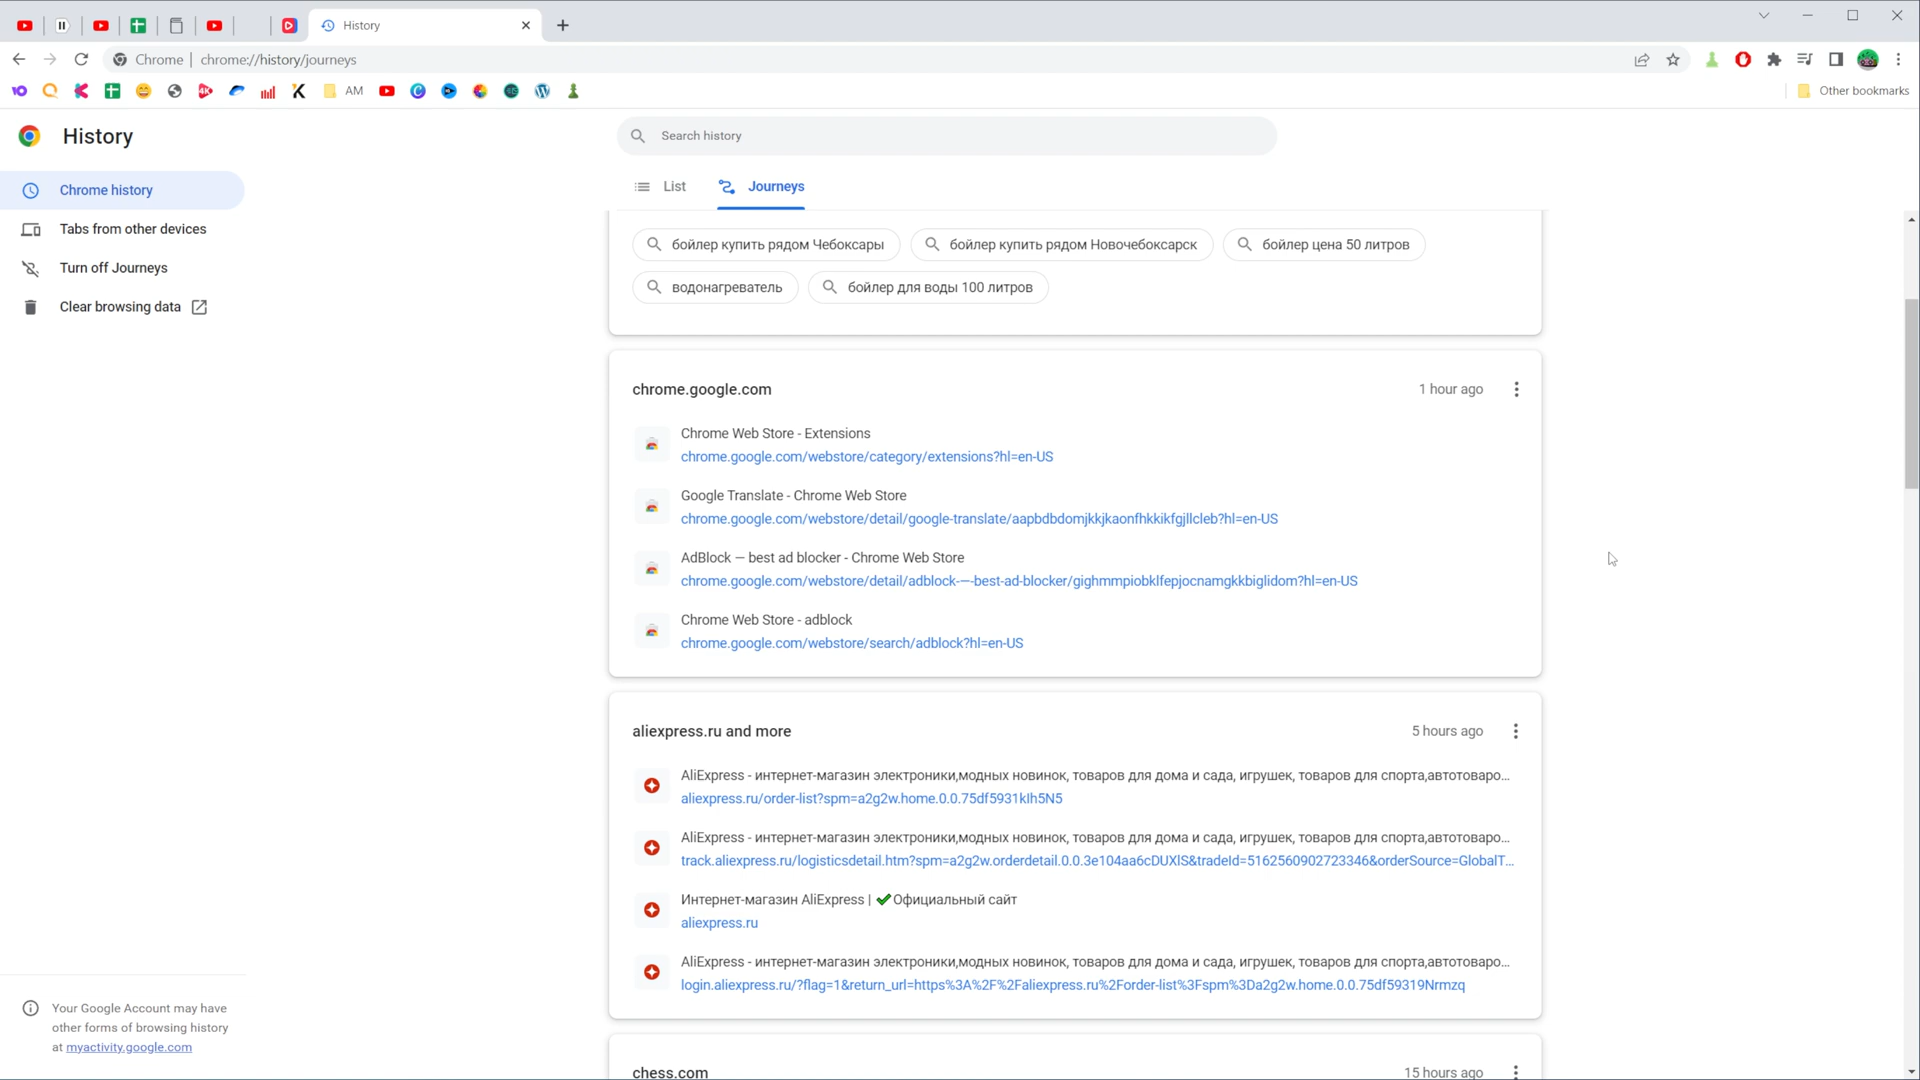 History
Chrome | chrome://history/journeys
AM
Other bookmarks
History
Search history
Chrome history
Tabs from other devices
Turn off Journeys
Clear browsing data
List
Journeys
бойлер купить рядом Чебоксары
бойлер купить рядом Новочебоксарск
бойлер цена 50 литров
водонагреватель
бойлер для воды 100 литров
chrome.google.com
1 hour ago
Chrome Web Store - Extensions
chrome.google.com/webstore/category/extensions?hl=en-US
Google Translate - Chrome Web Store
chrome.google.com/webstore/detail/google-translate/aapbdbdomjkkjkaonfhkkikfgjllcleb?hl=en-US
AdBlock — best ad blocker - Chrome Web Store
chrome.google.com/webstore/detail/adblock-—-best-ad-blocker/gighmmpiobklfepjocnamgkkbiglidom?hl=en-US
Chrome Web Store - adblock
chrome.google.com/webstore/search/adblock?hl=en-US
aliexpress.ru and more
5 hours ago
AliExpress - интернет-магазин электроники,модных новинок, товаров для дома и сада, игрушек, товаров для спорта,автотоваро...
aliexpress.ru/order-list?spm=a2g2w.home.0.0.75df5931kIh5N5
AliExpress - интернет-магазин электроники,модных новинок, товаров для дома и сада, игрушек, товаров для спорта,автотоваро...
track.aliexpress.ru/logisticsdetail.htm?spm=a2g2w.orderdetail.0.0.3e104aa6cDUXlS&tradeId=5162560902723346&orderSource=GlobalT...
Интернет-магазин AliExpress | ✔Официальный сайт
aliexpress.ru
AliExpress - интернет-магазин электроники,модных новинок, товаров для дома и сада, игрушек, товаров для спорта,автотоваро...
login.aliexpress.ru/?flag=1&return_url=https%3A%2F%2Faliexpress.ru%2Forder-list%3Fspm%3Da2g2w.home.0.0.75df59319Nrmzq
chess.com
15 hours ago
Your Google Account may have
other forms of browsing history
at myactivity.google.com